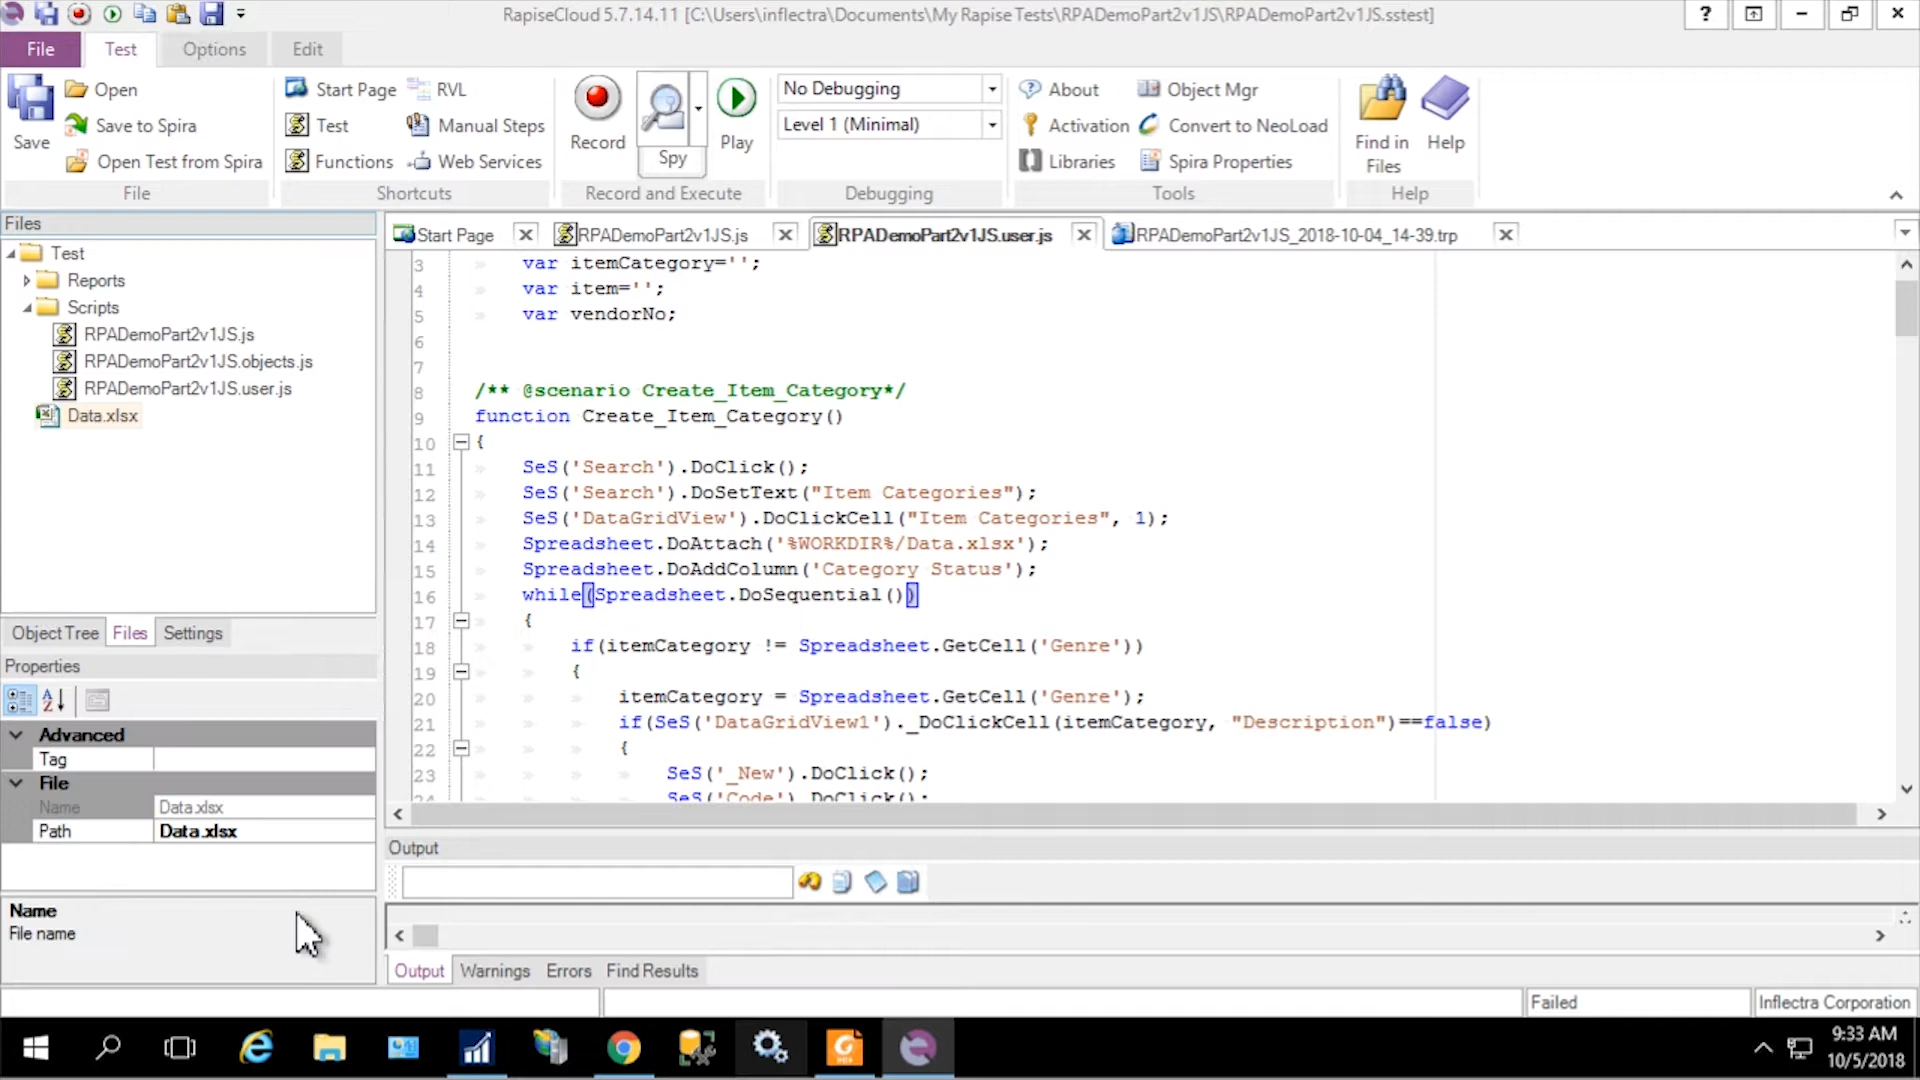 RapiseCloud 5.7.14.11 [C:\Users\inflectra\Documents\My Rapise Tests\RPADemoPart2v1JS\RPADemoPart2v1JS.sstest]
File Test Options Edit
Save
Open
Save to Spira
Open Test from Spira
File
Start Page
Test
Functions
RVL
Manual Steps
Web Services
Shortcuts
Record
Spy
Play
Record and Execute
No Debugging
Level 1 (Minimal)
Debugging
About
Activation
Libraries
Object Mgr
Convert to NeoLoad
Spira Properties
Tools
Find in
Files
Help
Help
Files
Test
Reports
Scripts
RPADemoPart2v1JS.js
RPADemoPart2v1JS.objects.js
RPADemoPart2v1JS.user.js
Data.xlsx
Object Tree Files Settings
Properties
Advanced
Tag
File
Name Data.xlsx
Path Data.xlsx
Name
File name
Start Page RPADemoPart2v1JS.js RPADemoPart2v1JS.user.js RPADemoPart2v1JS_2018-10-04_14-39.trp
3 var itemCategory='';
4 var item='';
5 var vendorNo;
6
7
8 /** @scenario Create_Item_Category*/
9 function Create_Item_Category()
10 {
11 SeS('Search').DoClick();
12 SeS('Search').DoSetText("Item Categories");
13 SeS('DataGridView').DoClickCell("Item Categories", 1);
14 Spreadsheet.DoAttach('%WORKDIR%/Data.xlsx');
15 Spreadsheet.DoAddColumn('Category Status');
16 while(Spreadsheet.DoSequential())
17 {
18 if(itemCategory != Spreadsheet.GetCell('Genre'))
19 {
20 itemCategory = Spreadsheet.GetCell('Genre');
21 if(SeS('DataGridView1')._DoClickCell(itemCategory, "Description")==false)
22 {
23 SeS('_New').DoClick();
24 SeS('Code').DoClick();
Output
Output Warnings Errors Find Results
Failed
Inflectra Corporation
9:33 AM
10/5/2018